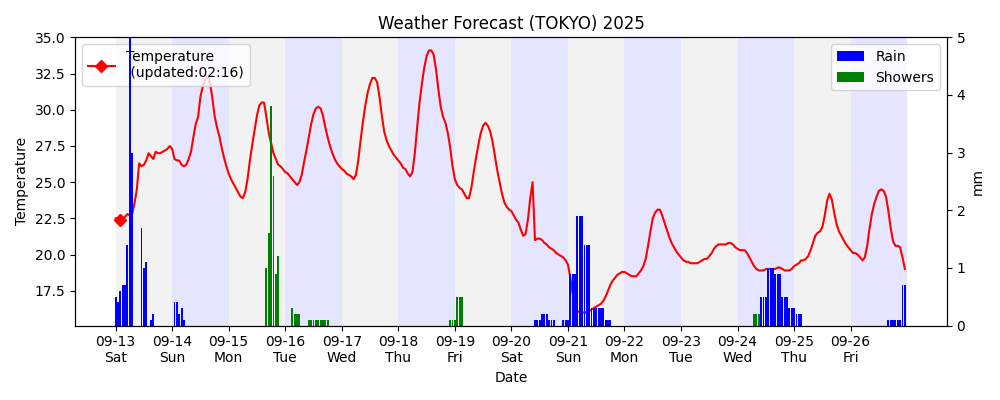 Weather Forecast (TOKYO) 2025
Temperature
(updated:02:16)
Rain
Showers
35.0
32.5
30.0
27.5
25.0
22.5
20.0
17.5
Temperature
5
4
3
2
1
0
mm
09-13 09-14 09-15 09-16 09-17 09-18 09-19 09-20 09-21 09-22 09-23 09-24 09-25 09-26
Sat Sun Mon Tue Wed Thu Fri Sat Sun Mon Tue Wed Thu Fri
Date